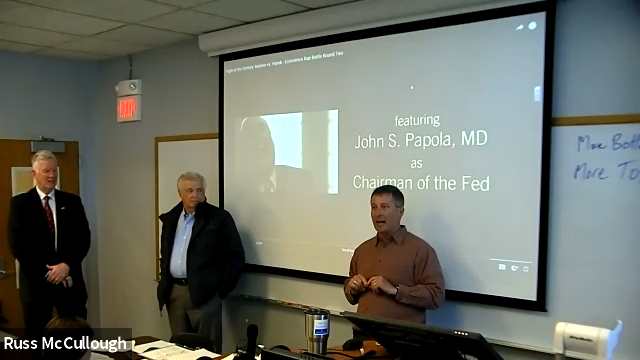 Fight of the Century: Keynes vs. Hayek - Economics Rap Battle Round Two
EXIT
featuring
John S. Papola, MD
as
Chairman of the Fed
More
More To
Russ McCullough